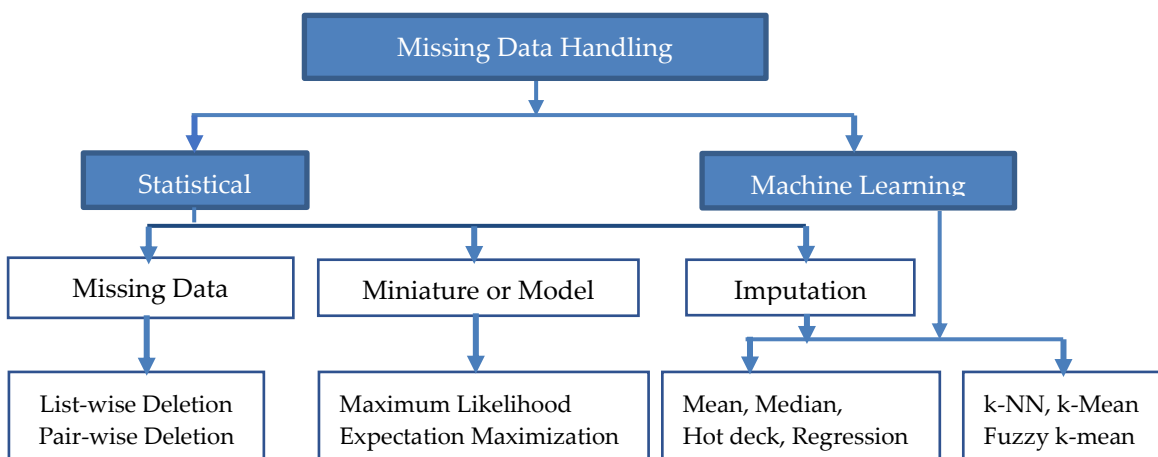 Missing Data Handling
Statistical
Machine Learning
Missing Data
Miniature or Model
Imputation
List-wise Deletion
Pair-wise Deletion
Maximum Likelihood
Expectation Maximization
Mean, Median,
Hot deck, Regression
k-NN, k-Mean
Fuzzy k-mean